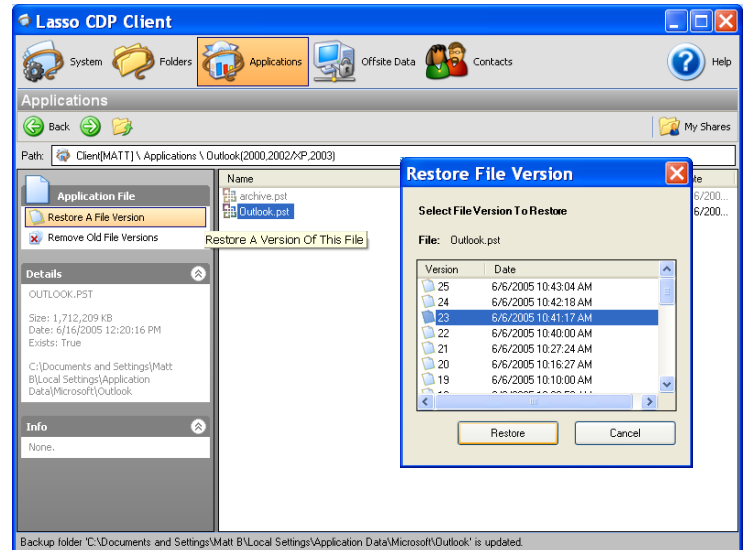 Lasso CDP Client
System
Folders
Applications
Offsite Data
Contacts
Help
Applications
Back
My Shares
Path: Client[MATT] \ Applications \ Outlook(2000,2002/XP,2003)
Application File
Restore A File Version
Remove Old File Versions
Restore A Version Of This File
Details
OUTLOOK.PST
Size: 1,712,209 KB
Date: 6/16/2005 12:20:16 PM
Exists: True
C:\Documents and Settings\Matt
B\Local Settings\Application
Data\Microsoft\Outlook
Info
None.
Name
archive.pst
6/200...
Outlook.pst
6/200...
Restore File Version
Select File Version To Restore
File: Outlook.pst
Version Date
25 6/6/2005 10:43:04 AM
24 6/6/2005 10:42:18 AM
23 6/6/2005 10:41:17 AM
22 6/6/2005 10:40:00 AM
21 6/6/2005 10:27:24 AM
20 6/6/2005 10:16:27 AM
19 6/6/2005 10:10:00 AM
Restore
Cancel
Backup folder 'C:\Documents and Settings\Matt B\Local Settings\Application Data\Microsoft\Outlook' is updated.